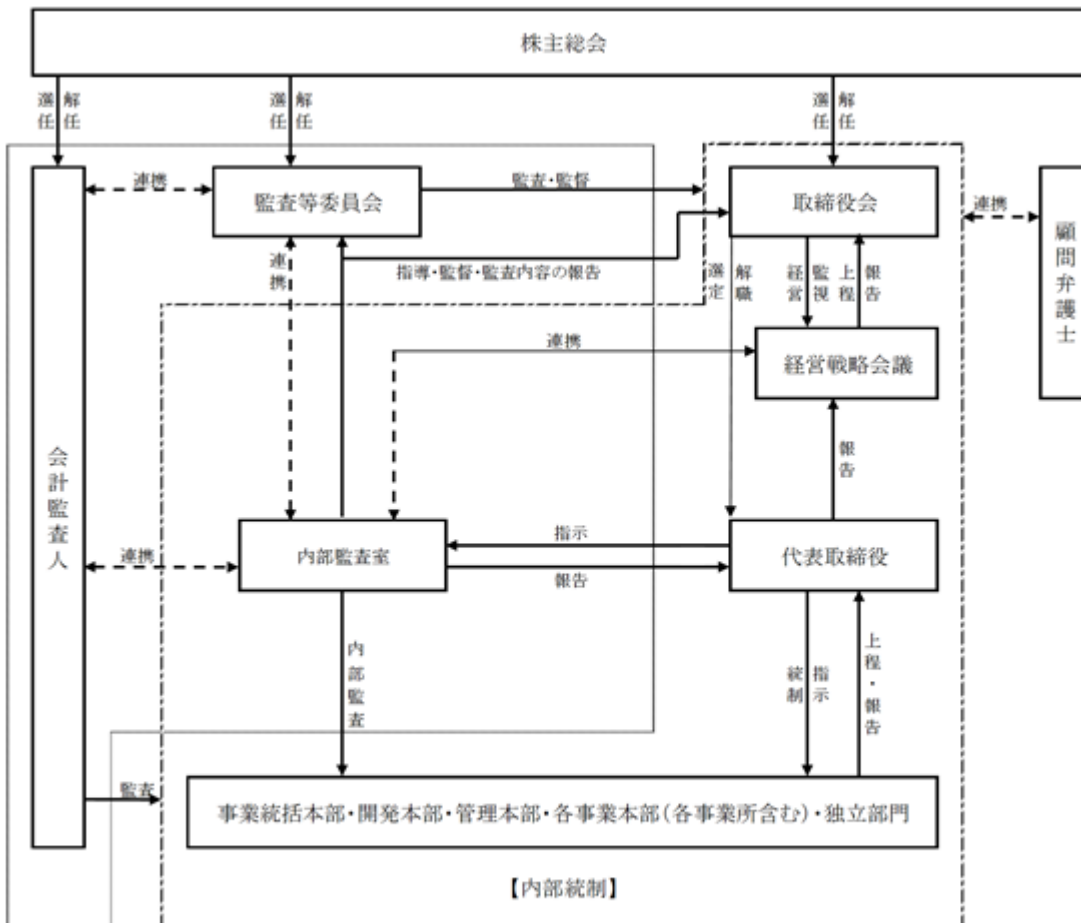 株主総会
選任
解任
選任
解任
選任
解任
連携
監査等委員会
監査・監督
取締役会
連携
顧問弁護士
連携
指導・監督・監査内容の報告
選定
解職
経営
監視
上程
報告
連携
経営戦略会議
報告
会計監査人
連携
内部監査室
指示
報告
代表取締役
内部監査
統制
指示
上程・報告
監査
事業統括本部・開発本部・管理本部・各事業本部(各事業所含む)・独立部門
【内部統制】